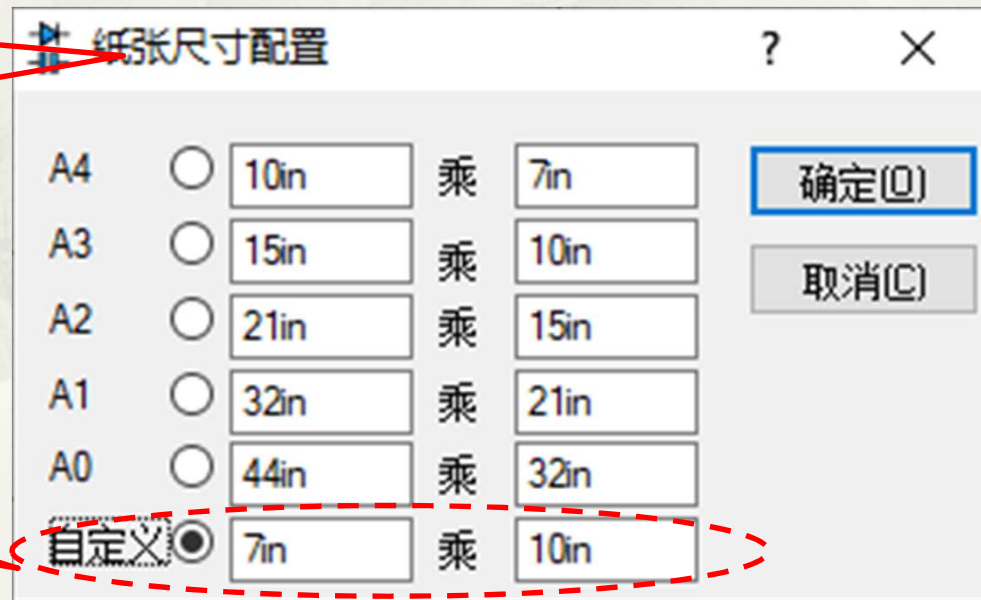 纸张尺寸配置 ?
A4 10in 乘 7in 确定(O)
A3 15in 乘 10in 取消(C)
A2 21in 乘 15in
A1 32in 乘 21in
A0 44in 乘 32in
自定义 7in 乘 10in